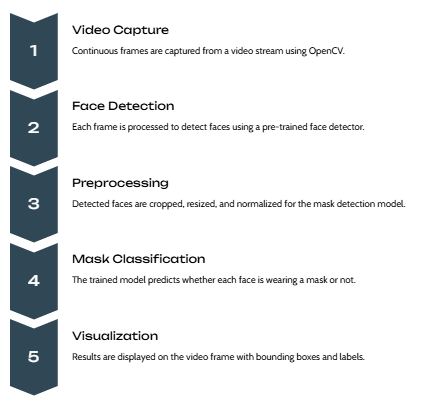 1
Video Capture
Continuous frames are captured from a video stream using OpenCV.
2
Face Detection
Each frame is processed to detect faces using a pre-trained face detector.
3
Preprocessing
Detected faces are cropped, resized, and normalized for the mask detection model.
4
Mask Classification
The trained model predicts whether each face is wearing a mask or not.
5
Visualization
Results are displayed on the video frame with bounding boxes and labels.